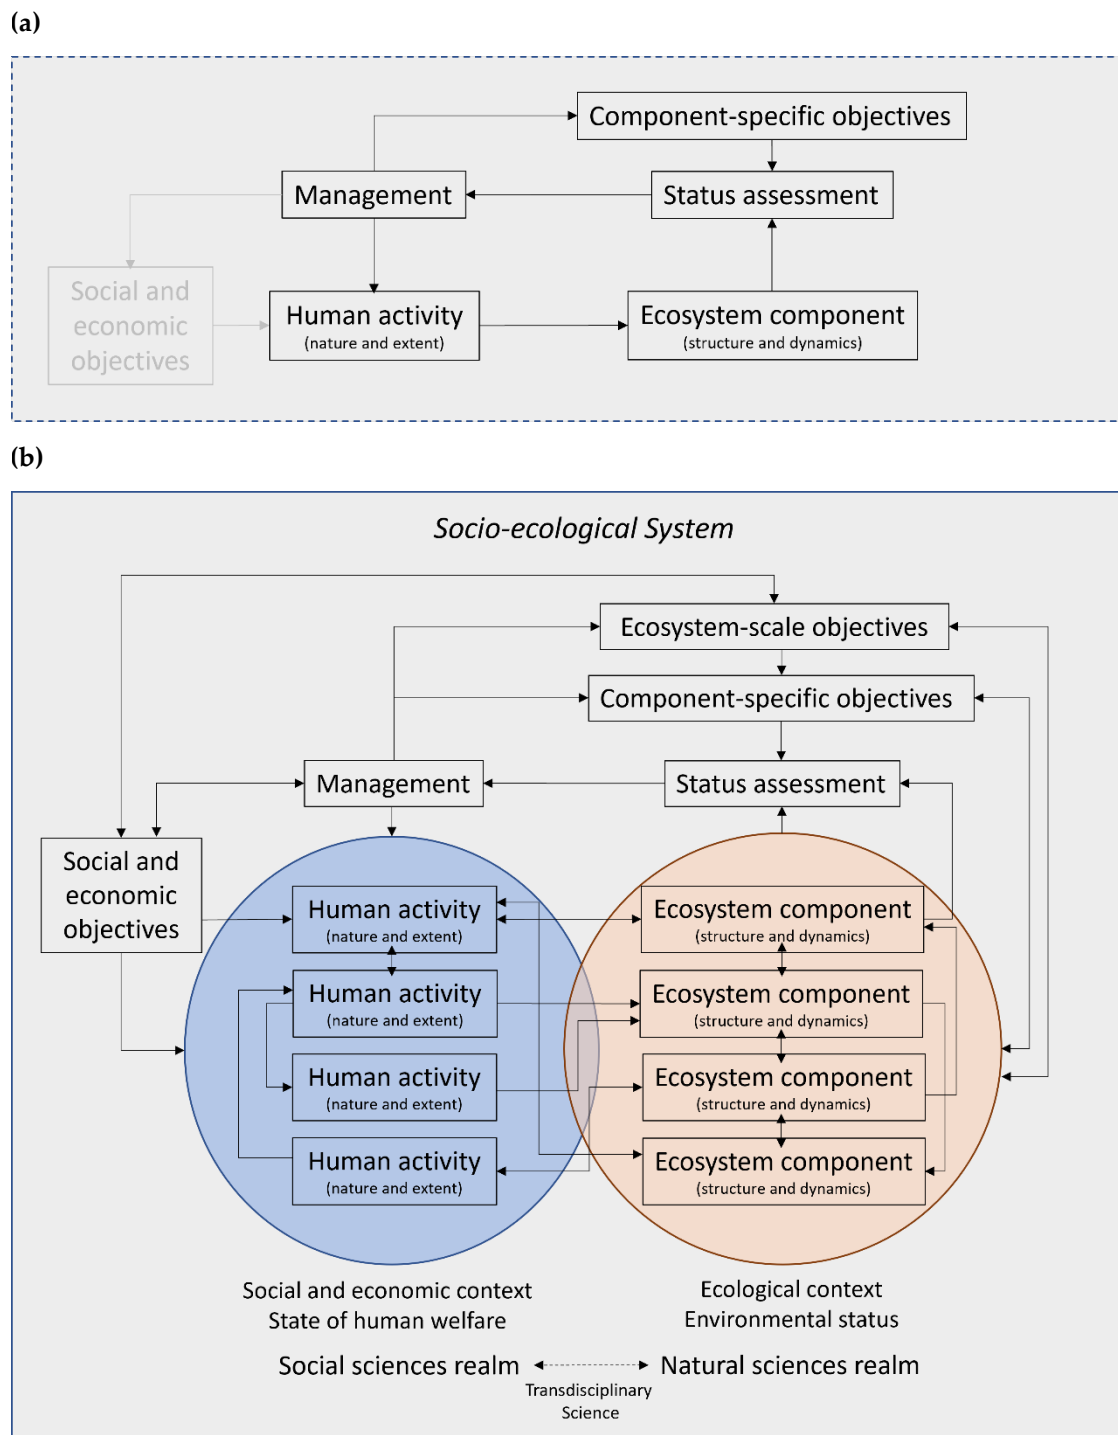 (a)
Component-specific objectives
Management
Status assessment
Social and
economic
objectives
Human activity
(nature and extent)
Ecosystem component
(structure and dynamics)
(b)
Socio-ecological System
Ecosystem-scale objectives
Component-specific objectives
Management
Status assessment
Social and
economic
objectives
Human activity
(nature and extent)
Ecosystem component
(structure and dynamics)
Human activity
(nature and extent)
Ecosystem component
(structure and dynamics)
Human activity
(nature and extent)
Ecosystem component
(structure and dynamics)
Human activity
(nature and extent)
Ecosystem component
(structure and dynamics)
Social and economic context
State of human welfare
Ecological context
Environmental status
Social sciences realm
Natural sciences realm
Transdisciplinary
Science